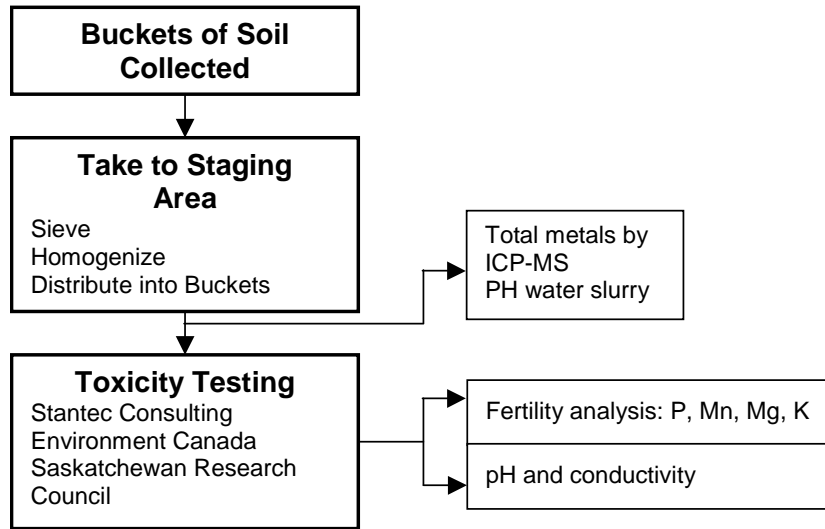 Buckets of Soil
Collected
Take to Staging
Area
Sieve
Homogenize
Distribute into Buckets
Total metals by
ICP-MS
PH water slurry
Toxicity Testing
Stantec Consulting
Environment Canada
Saskatchewan Research
Council
Fertility analysis: P, Mn, Mg, K
pH and conductivity